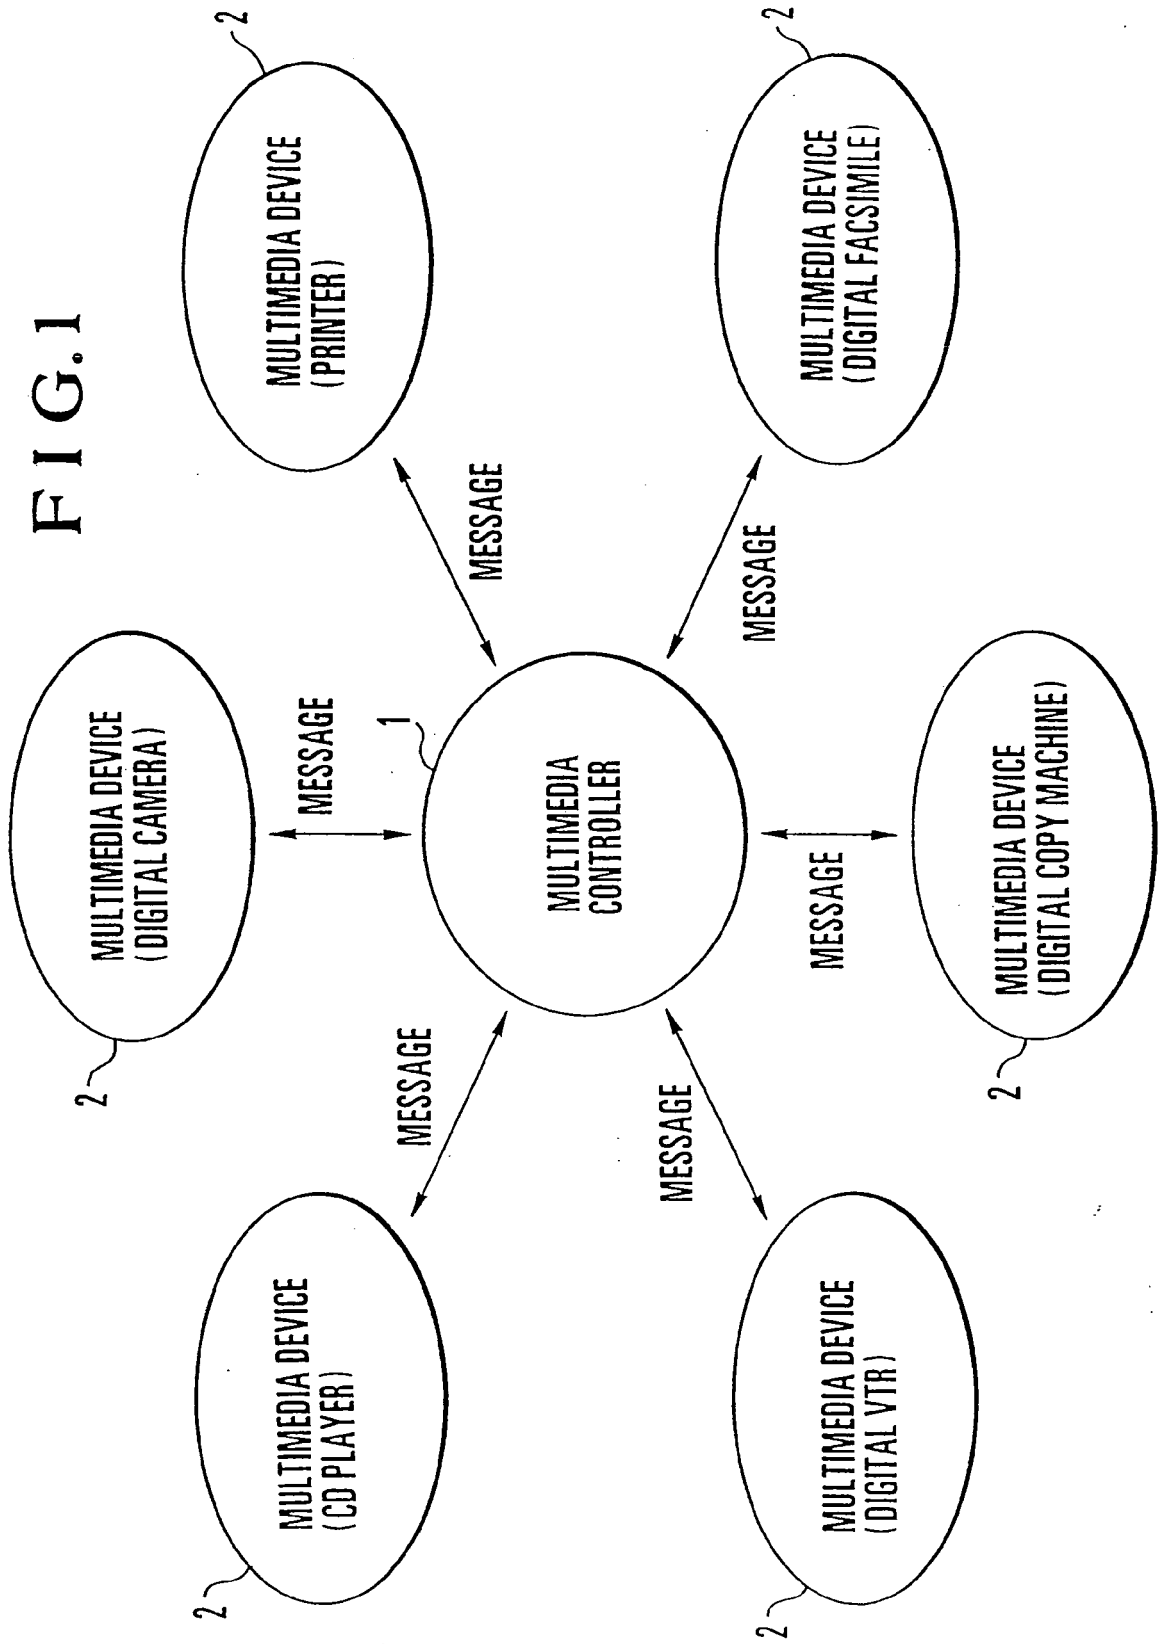 FIG.1
MULTIMEDIA DEVICE
(DIGITAL CAMERA)
2
MULTIMEDIA DEVICE
(CD PLAYER)
2
MULTIMEDIA DEVICE
(PRINTER)
2
MESSAGE
MESSAGE
MESSAGE
1
MULTIMEDIA
CONTROLLER
MESSAGE
MESSAGE
MESSAGE
MULTIMEDIA DEVICE
(DIGITAL VTR)
2
MULTIMEDIA DEVICE
(DIGITAL FACSIMILE)
2
MULTIMEDIA DEVICE
(DIGITAL COPY MACHINE)
2